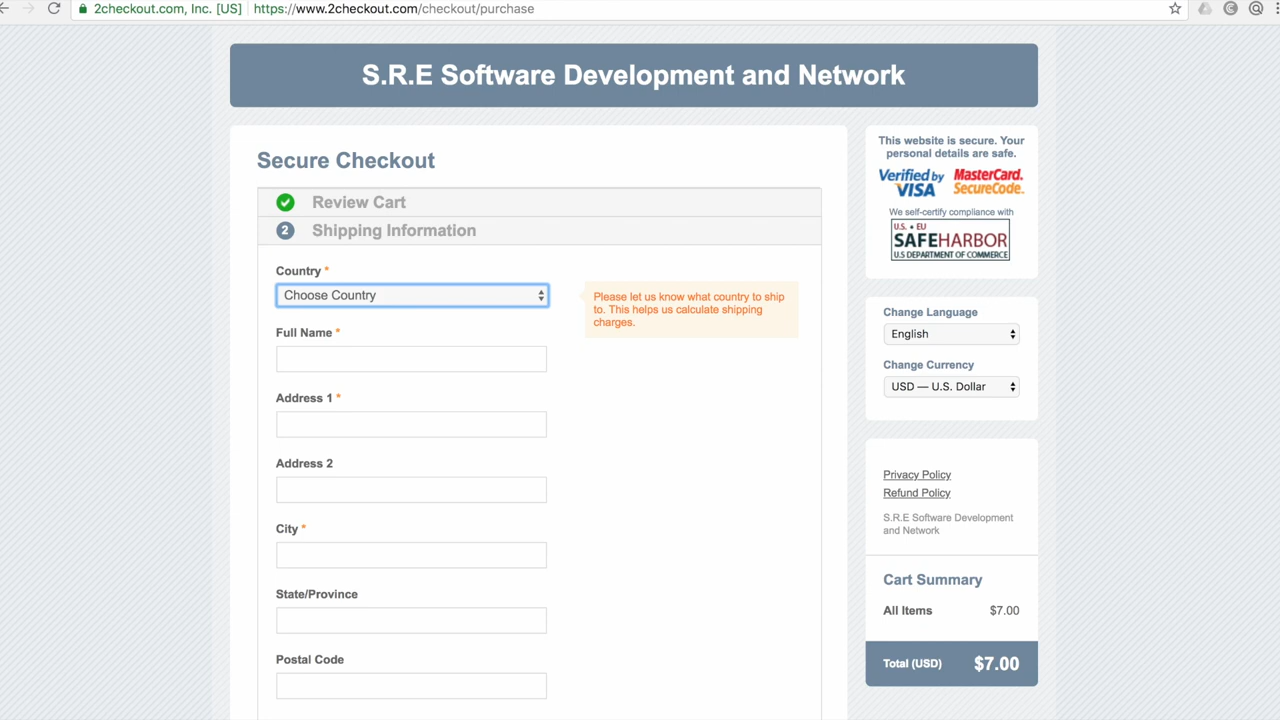 2checkout.com, Inc. [US] https://www.2checkout.com/checkout/purchase
S.R.E Software Development and Network
Secure Checkout
Review Cart
2 Shipping Information
Country *
Choose Country
Please let us know what country to ship
to. This helps us calculate shipping
charges.
Full Name *
Address 1 *
Address 2
City *
State/Province
Postal Code
This website is secure. Your
personal details are safe.
Verified by
VISA
MasterCard.
SecureCode.
We self-certify compliance with
U.S. • EU
SAFEHARBOR
U.S DEPARTMENT OF COMMERCE
Change Language
English
Change Currency
USD — U.S. Dollar
Privacy Policy
Refund Policy
S.R.E Software Development
and Network
Cart Summary
All Items $7.00
Total (USD) $7.00